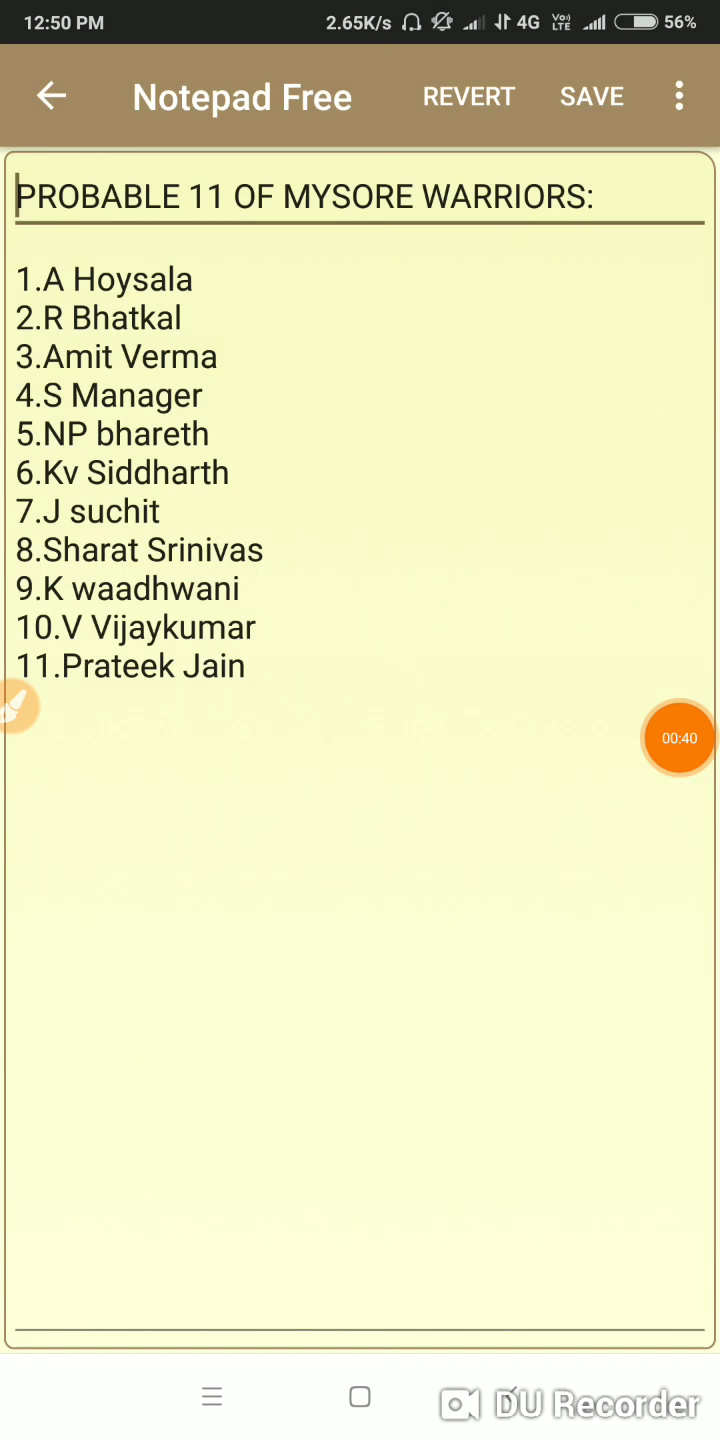 12:50 PM 2.65K/s 4G Vo)) LTE 56%
Notepad Free REVERT SAVE
PROBABLE 11 OF MYSORE WARRIORS:
1.A Hoysala
2.R Bhatkal
3.Amit Verma
4.S Manager
5.NP bhareth
6.Kv Siddharth
7.J suchit
8.Sharat Srinivas
9.K waadhwani
10.V Vijaykumar
11.Prateek Jain
00:40
DU Recorder